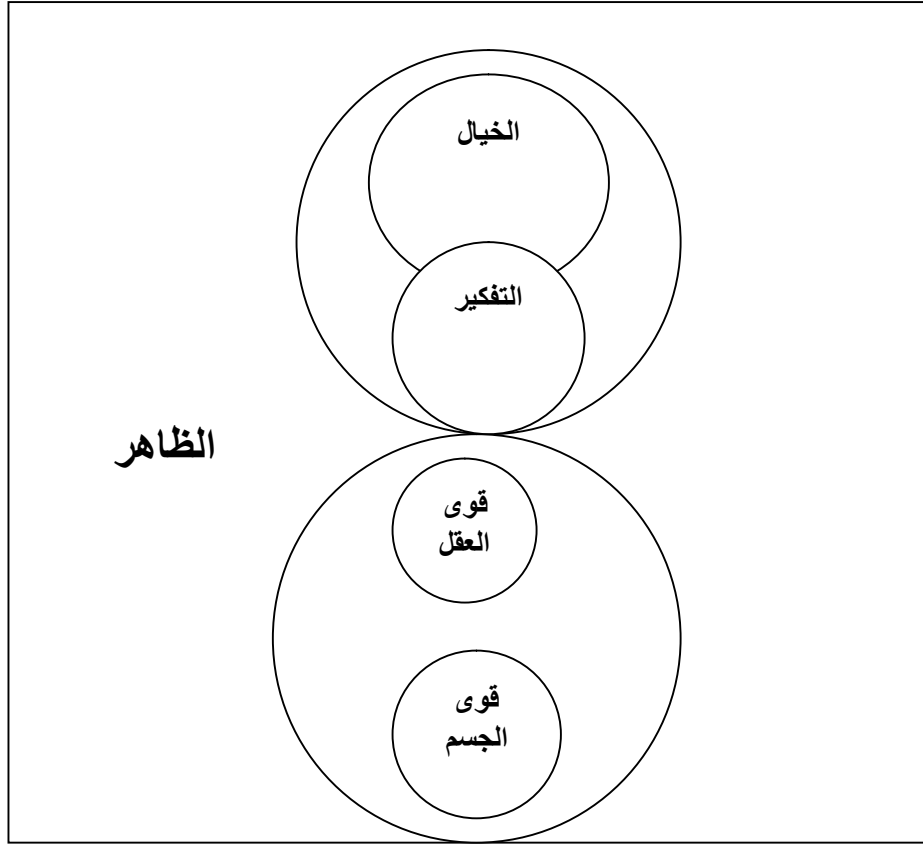 الخيال
التفكير
الظاهر
قوى
العقل
قوى
الجسم